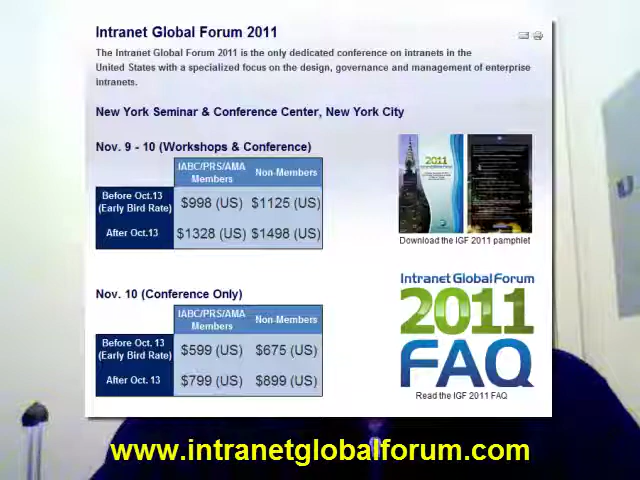 Intranet Global Forum 2011
The Intranet Global Forum 2011 is the only dedicated conference on intranets in the
United States with a specialized focus on the design, governance and management of enterprise
intranets.
New York Seminar & Conference Center, New York City
Nov. 9 - 10 (Workshops & Conference)
IABC/PRS/AMA Members Non-Members
Before Oct.13 (Early Bird Rate) $998 (US) $1125 (US)
After Oct.13 $1328 (US) $1498 (US)
2011
Download the IGF 2011 pamphlet
Nov. 10 (Conference Only)
IABC/PRS/AMA Members Non-Members
Before Oct. 13 (Early Bird Rate) $599 (US) $675 (US)
After Oct. 13 $799 (US) $899 (US)
Intranet Global Forum
2011
FAQ
Read the IGF 2011 FAQ
www.intranetglobalforum.com